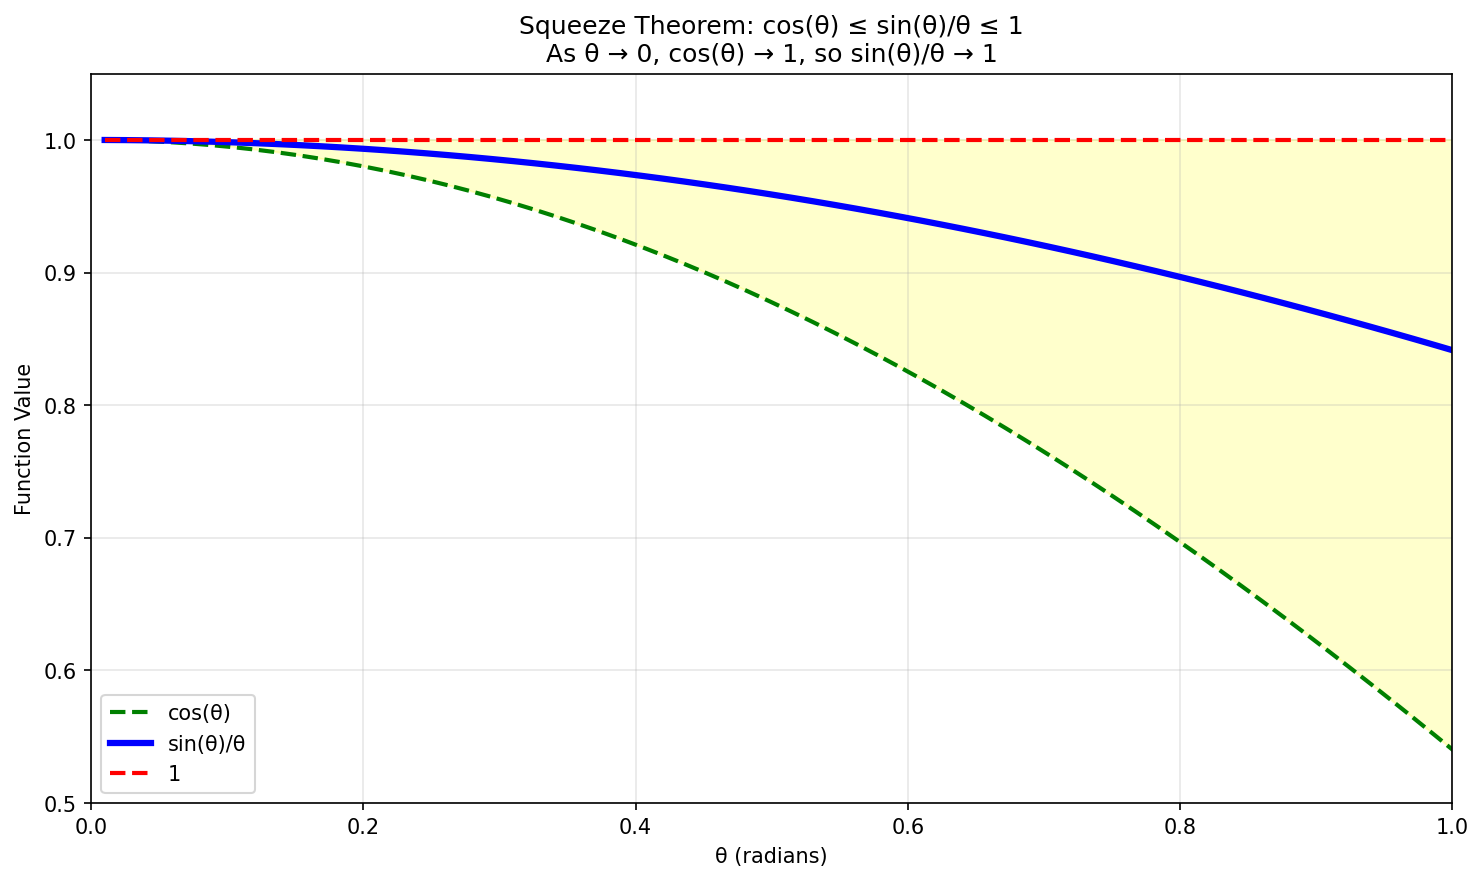 Squeeze Theorem: cos(θ) ≤ sin(θ)/θ ≤ 1
As θ → 0, cos(θ) → 1, so sin(θ)/θ → 1
Function Value
1.0
0.9
0.8
0.7
0.6
0.5
cos(θ)
sin(θ)/θ
1
0.0
0.2
0.4
0.6
0.8
1.0
θ (radians)